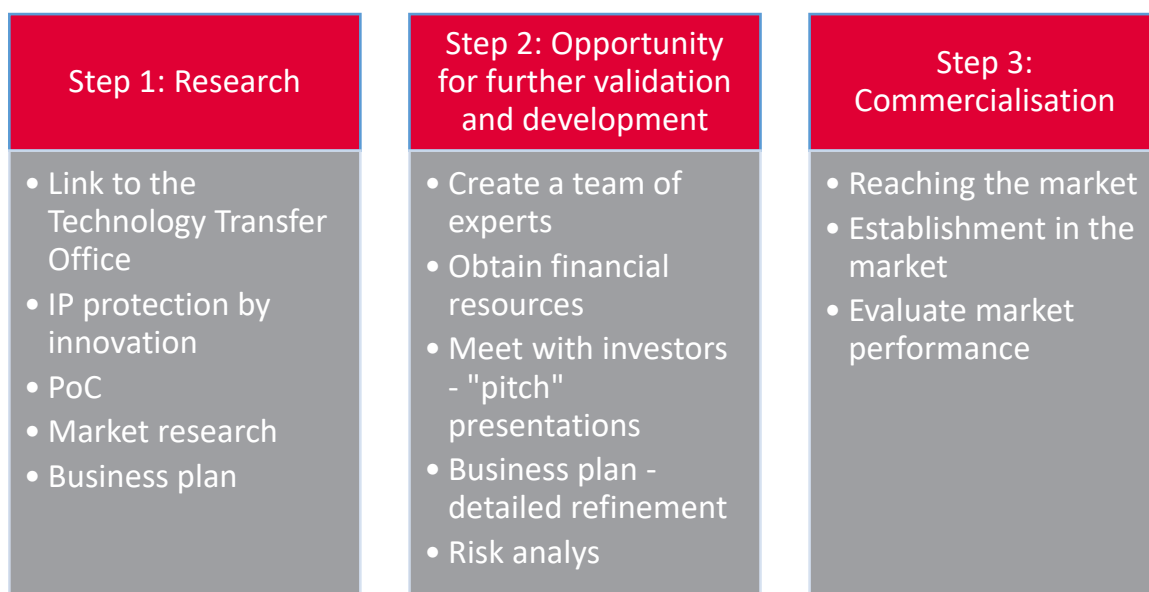 Step 1: Research
• Link to the
Technology Transfer
Office
• IP protection by
innovation
• PoC
• Market research
• Business plan
Step 2: Opportunity
for further validation
and development
• Create a team of
experts
• Obtain financial
resources
• Meet with investors
- "pitch"
presentations
• Business plan -
detailed refinement
• Risk analys
Step 3:
Commercialisation
• Reaching the market
• Establishment in the
market
• Evaluate market
performance